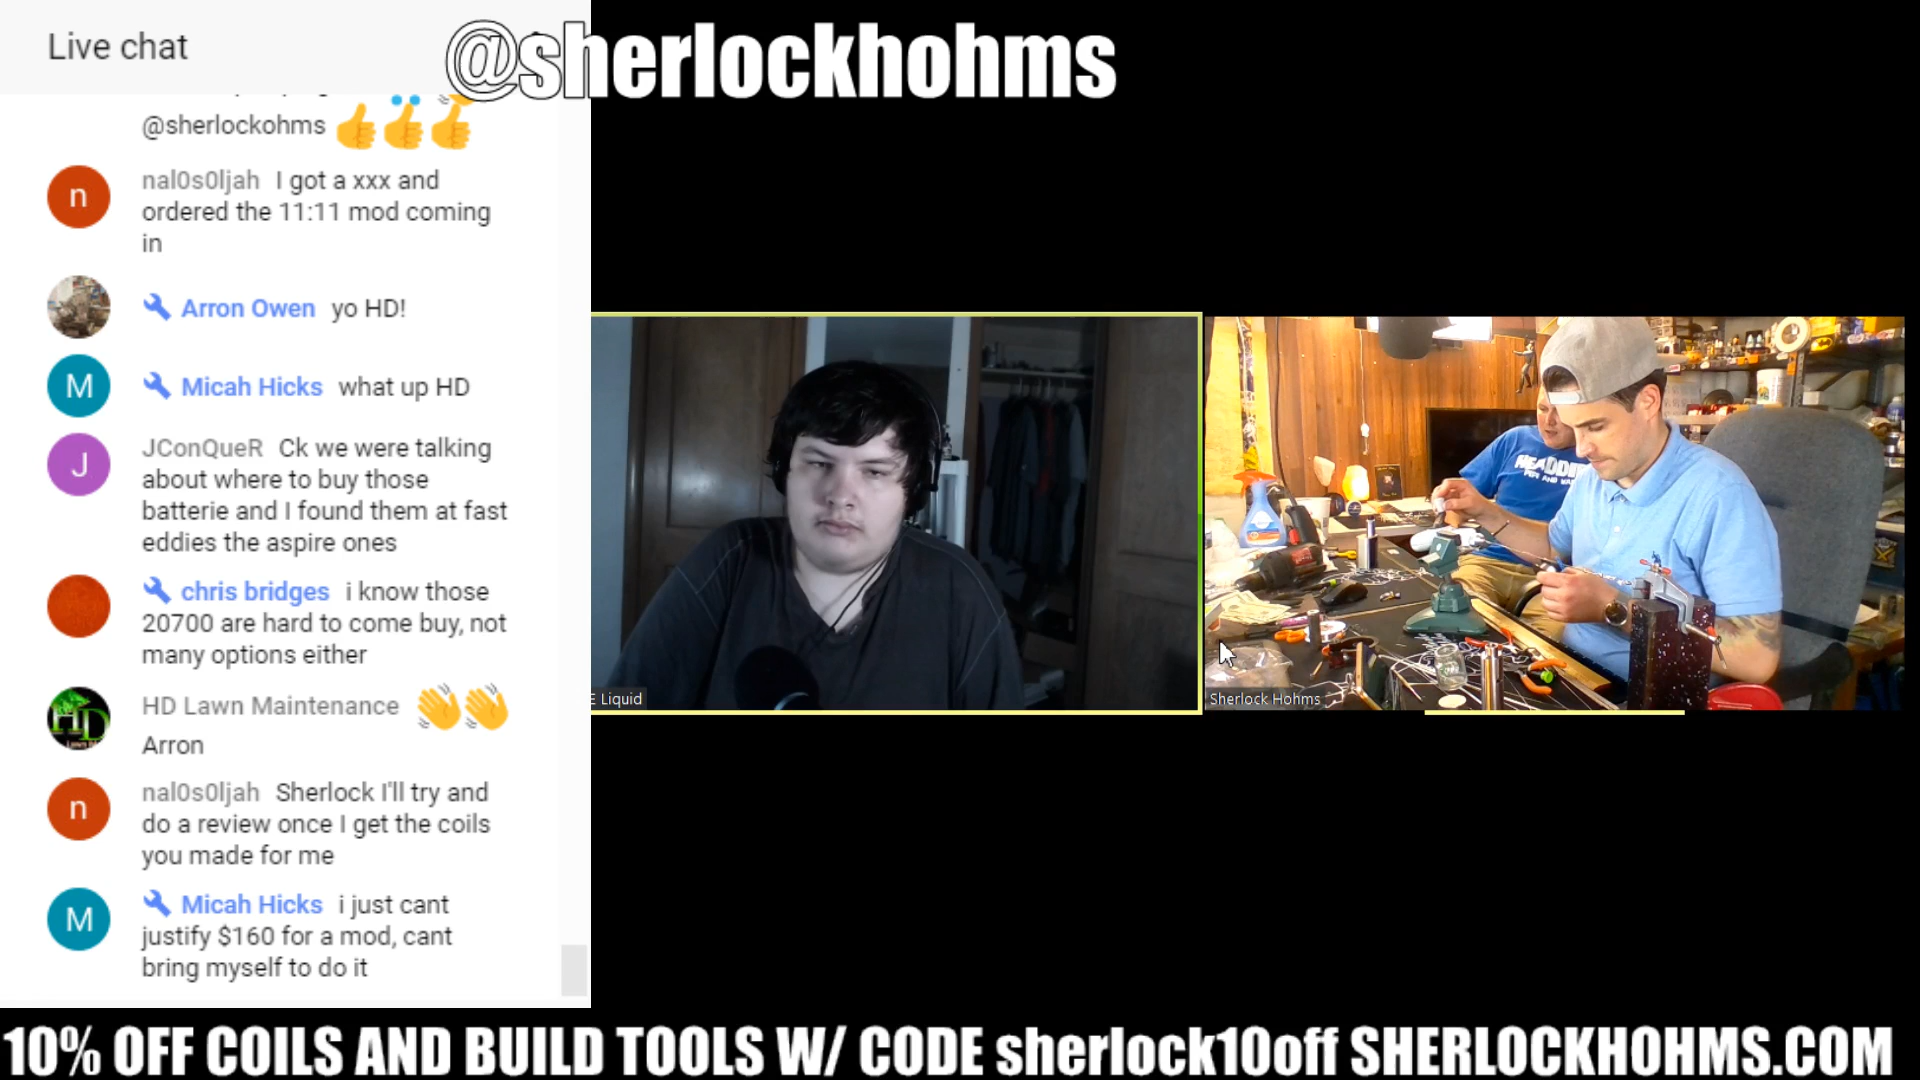 Live chat
@sherlockhohms
@sherlockohms
n
nal0s0ljah I got a xxx and
ordered the 11:11 mod coming
in
Arron Owen yo HD!
M
Micah Hicks what up HD
J
JConQueR Ck we were talking
about where to buy those
batterie and I found them at fast
eddies the aspire ones
chris bridges i know those
20700 are hard to come buy, not
many options either
HD
HD Lawn Maintenance
Arron
n
nal0s0ljah Sherlock I'll try and
do a review once I get the coils
you made for me
M
Micah Hicks i just cant
justify $160 for a mod, cant
bring myself to do it
E Liquid
Sherlock Hohms
10% OFF COILS AND BUILD TOOLS W/ CODE sherlock10off SHERLOCKHOHMS.COM